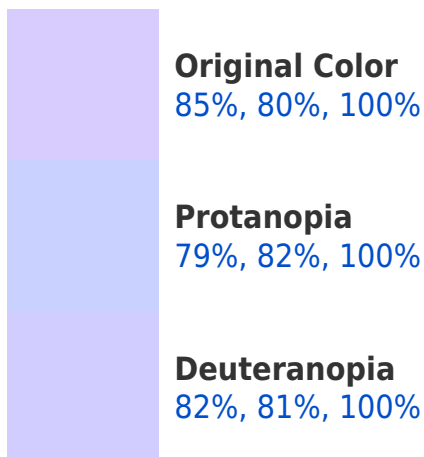 Original Color
85%, 80%, 100%
Protanopia
79%, 82%, 100%
Deuteranopia
82%, 81%, 100%